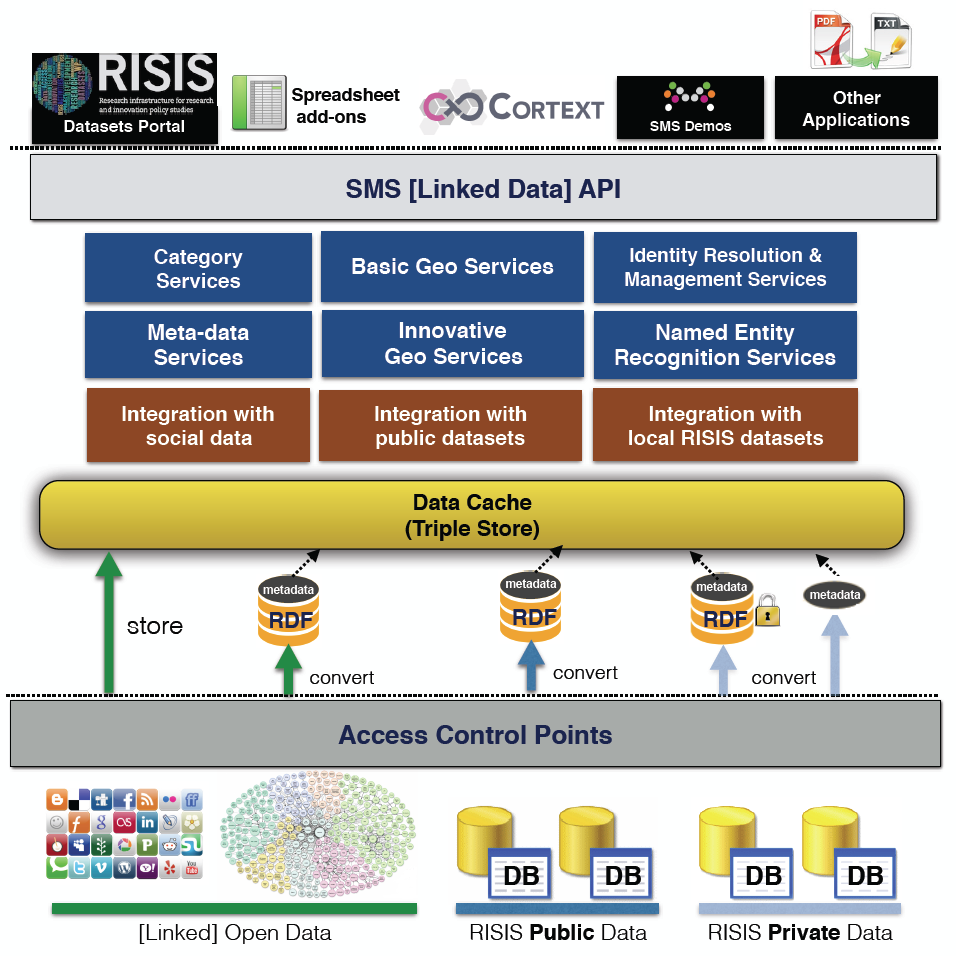 PDF
TXT
RISIS
Research infrastructure for research
and innovation policy studies
Datasets Portal
Spreadsheet
add-ons
CORTEXT
SMS Demos
Other
Applications
SMS [Linked Data] API
Category
Services
Basic Geo Services
Identity Resolution &
Management Services
Meta-data
Services
Innovative
Geo Services
Named Entity
Recognition Services
Integration with
social data
Integration with
public datasets
Integration with
local RISIS datasets
Data Cache
(Triple Store)
store
metadata
RDF
convert
metadata
RDF
convert
metadata
RDF
convert
metadata
Access Control Points
DB
DB
DB
DB
[Linked] Open Data
RISIS Public Data
RISIS Private Data